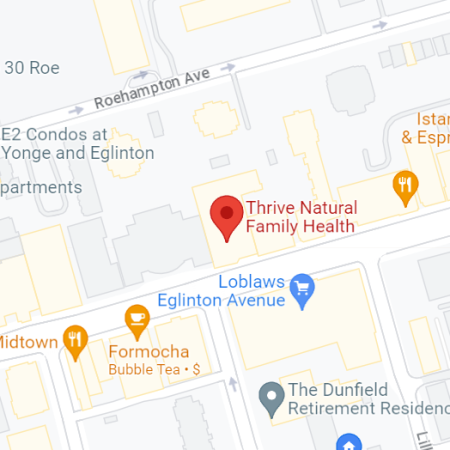 30 Roe
Roehampton Ave
E2 Condos at
Yonge and Eglinton
partments
Istan
& Espr
Thrive Natural
Family Health
Loblaws
Eglinton Avenue
Midtown
Formocha
Bubble Tea • $
The Dunfield
Retirement Residenc
Lill